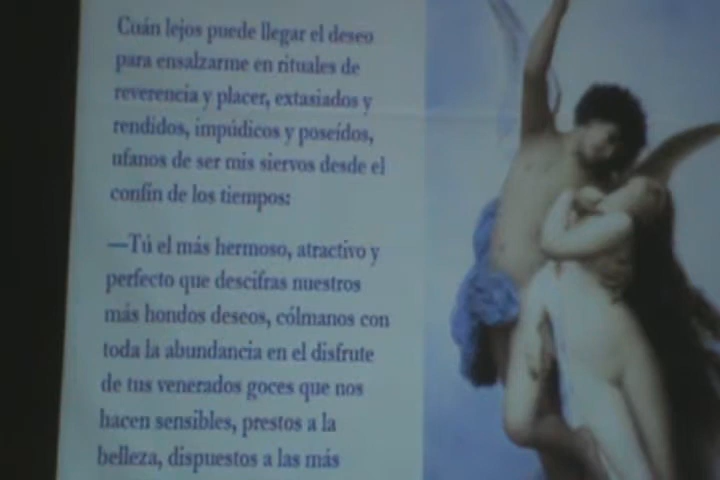 Cuán lejos puede llegar el deseo
para ensalzarme en rituales de
reverencia y placer, extasiados y
rendidos, impúdicos y poseídos,
ufanos de ser mis siervos desde el
confín de los tiempos:
—Tú el más hermoso, atractivo y
perfecto que descifras nuestros
más hondos deseos, cólmanos con
toda la abundancia en el disfrute
de tus venerados goces que nos
hacen sensibles, prestos a la
belleza, dispuestos a las más